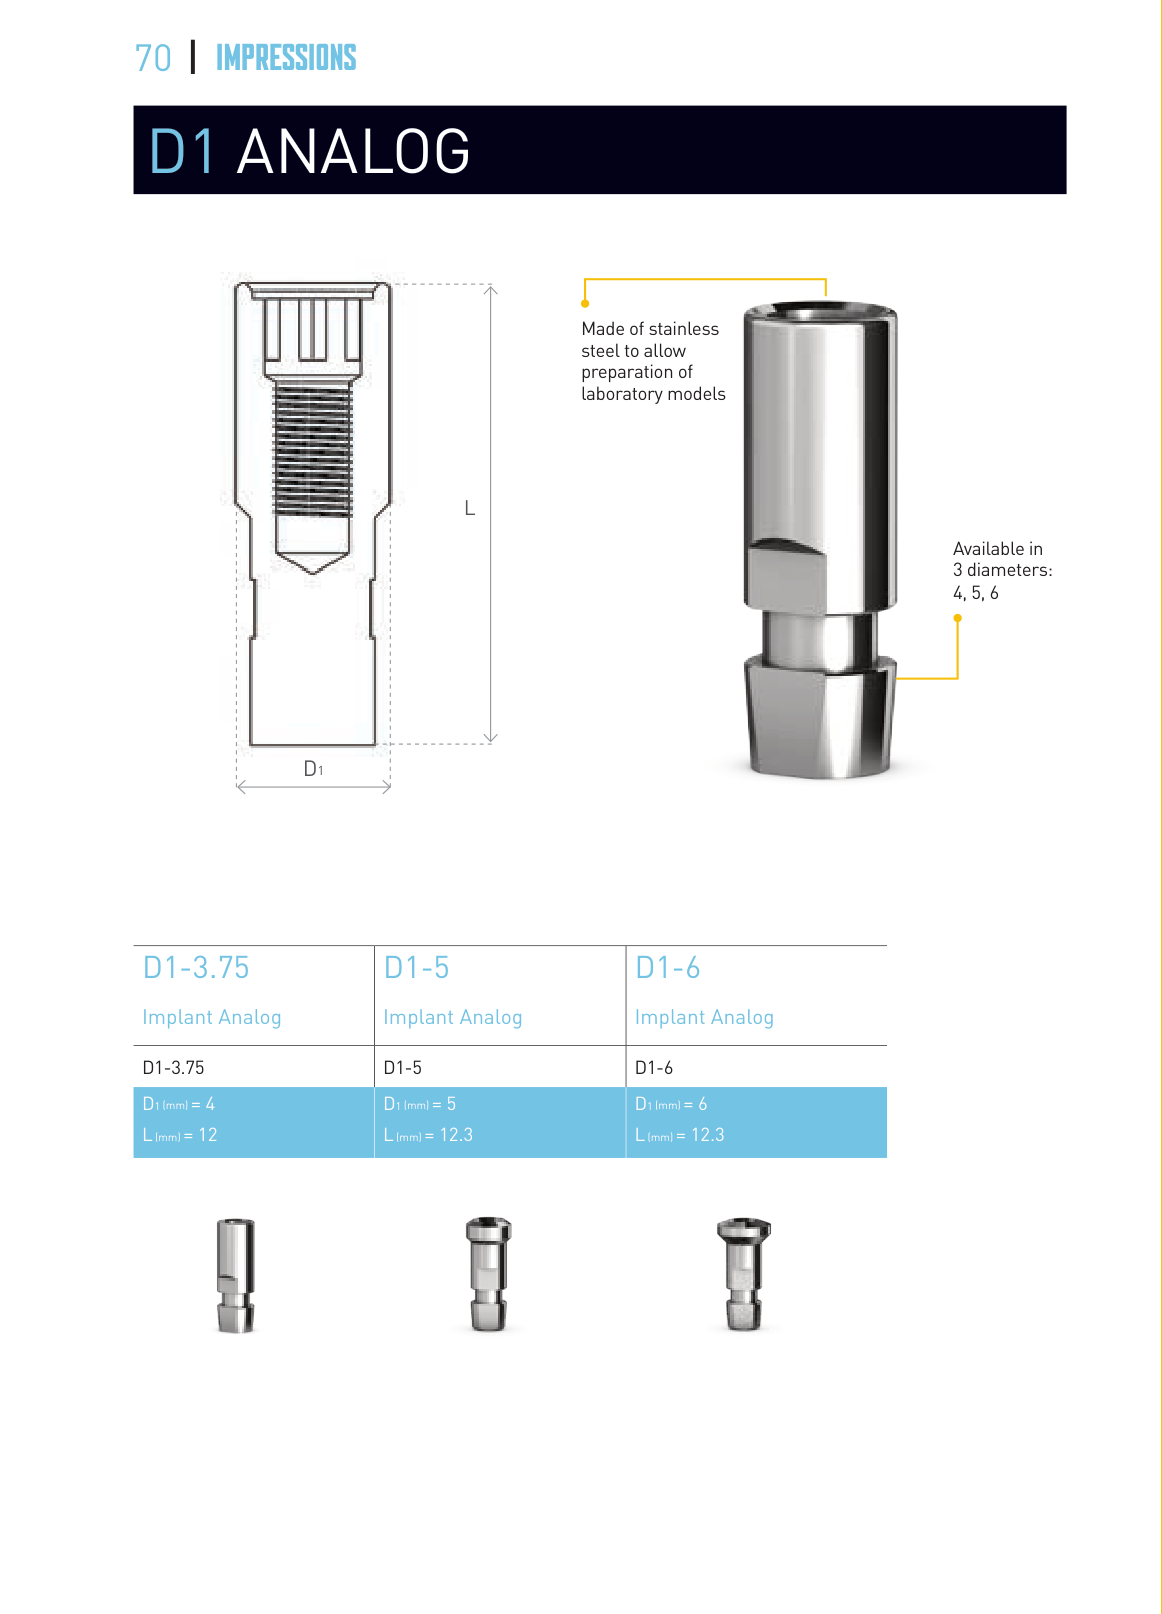 70 | IMPRESSIONS
D1 ANALOG
Made of stainless
steel to allow
preparation of
laboratory models
L
Available in
3 diameters:
4, 5, 6
D1
D1-3.75 D1-5 D1-6
Implant Analog Implant Analog Implant Analog
D1-3.75 D1-5 D1-6
D1 (mm) = 4 D1 (mm) = 5 D1 (mm) = 6
L (mm) = 12 L (mm) = 12.3 L (mm) = 12.3